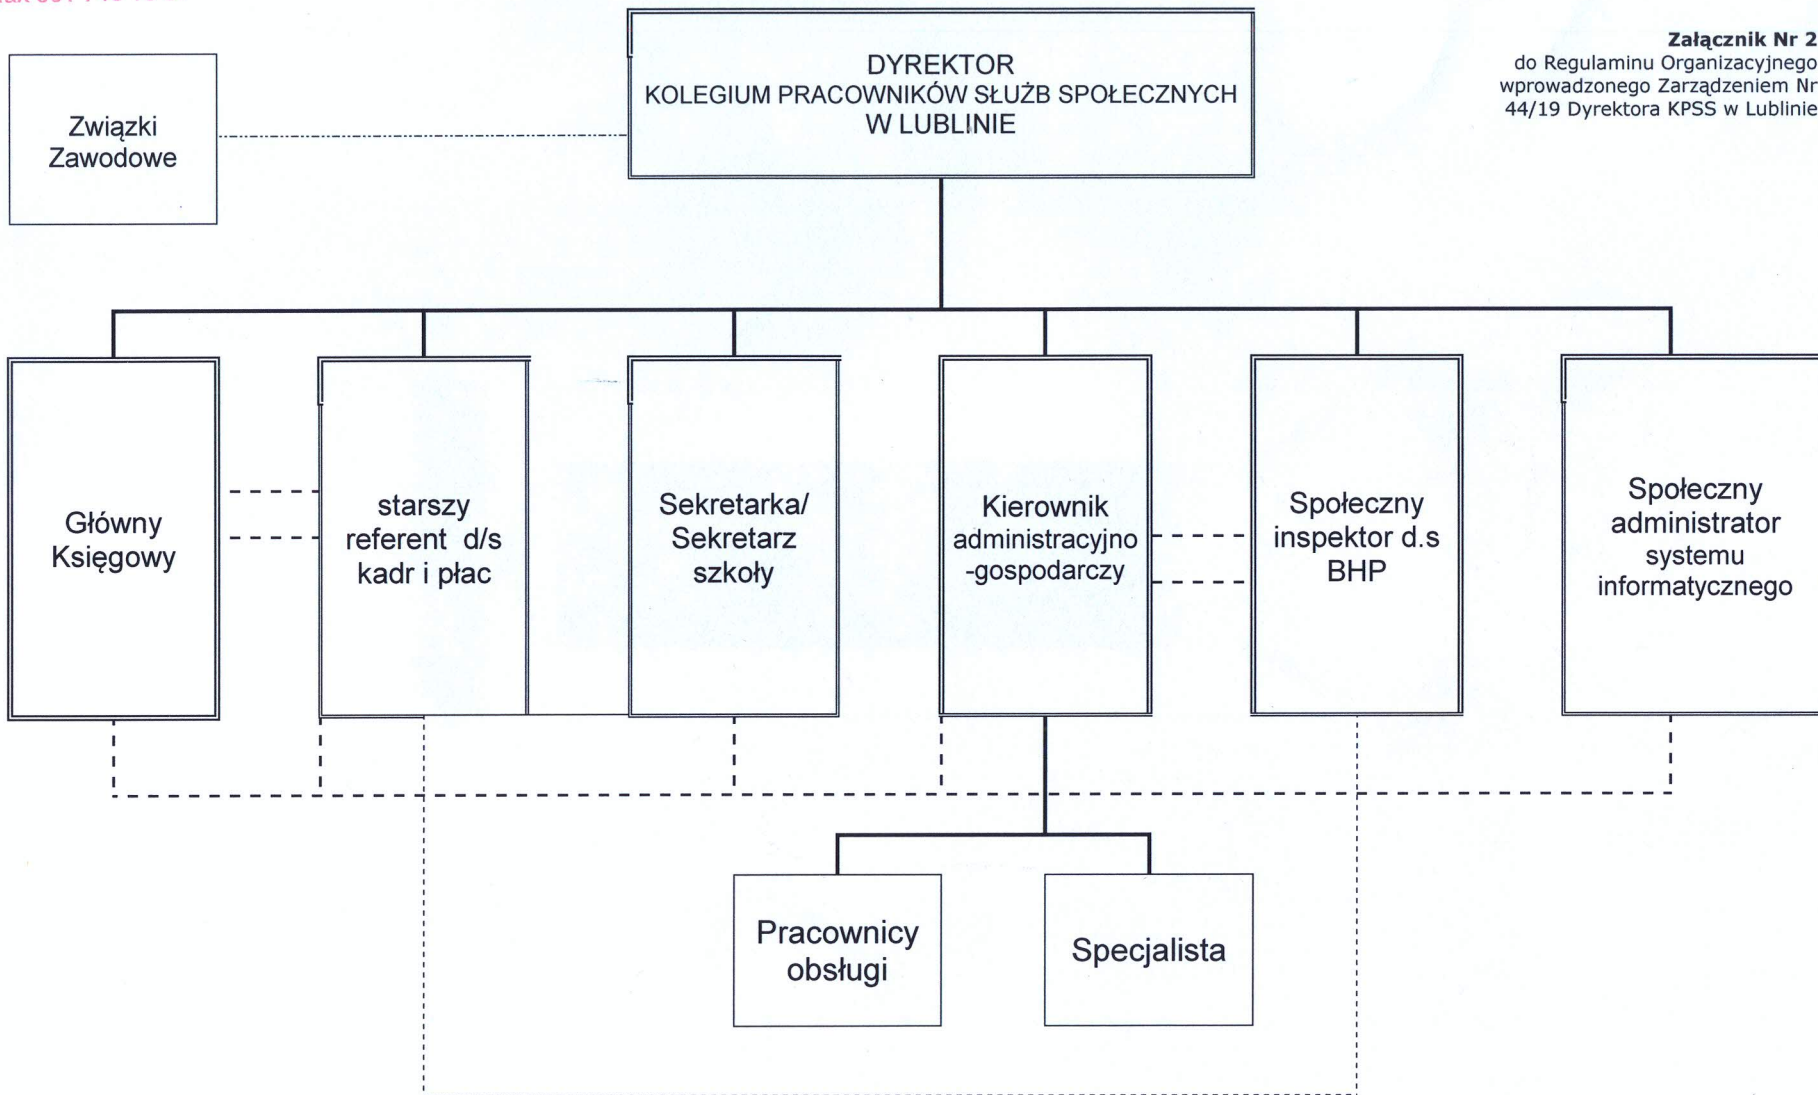 Załącznik Nr 2
do Regulaminu Organizacyjnego
wprowadzonego Zarządzeniem Nr
44/19 Dyrektora KPSS w Lublinie
DYREKTOR
KOLEGIUM PRACOWNIKÓW SŁUŻB SPOŁECZNYCH
W LUBLINIE
Związki
Zawodowe
Główny
Księgowy
starszy
referent d/s
kadr i płac
Sekretarka/
Sekretarz
szkoły
Kierownik
administracyjno
-gospodarczy
Społeczny
inspektor d.s
BHP
Społeczny
administrator
systemu
informatycznego
Pracownicy
obsługi
Specjalista